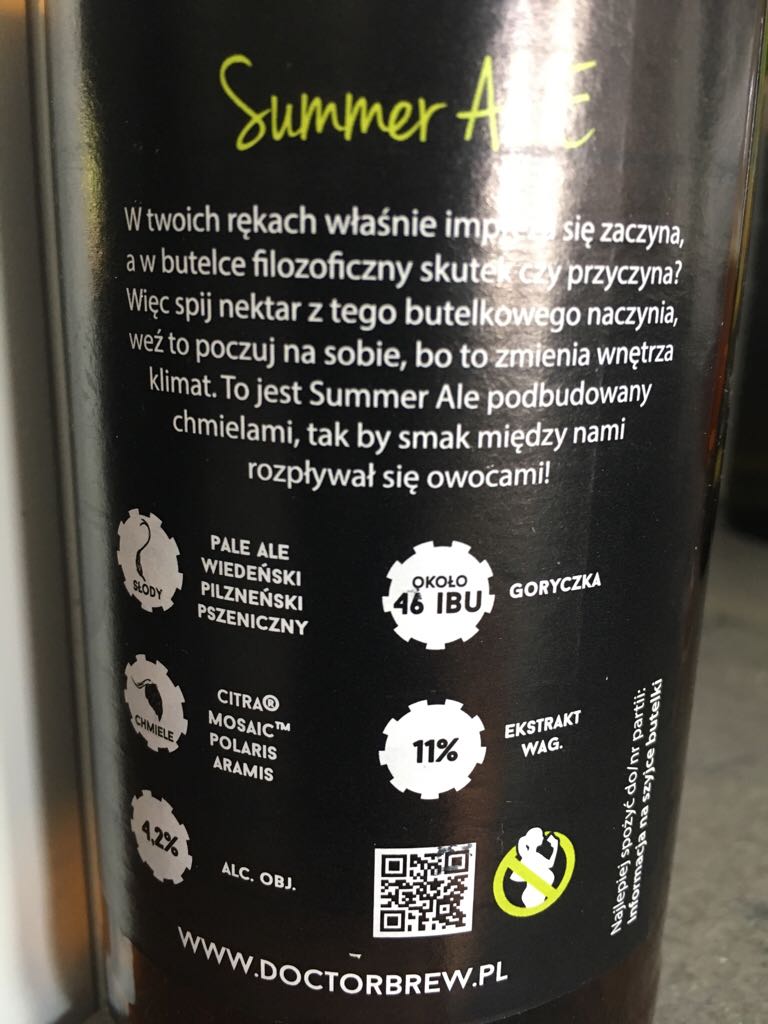 Summer Ale
W twoich rękach właśnie impreza się zaczyna,
a w butelce filozoficzny skutek czy przyczyna?
Więc spij nektar z tego butelkowego naczynia,
weź to poczuj na sobie, bo to zmienia wnętrza
klimat. To jest Summer Ale podbudowany
chmielami, tak by smak między nami
rozpływał się owocami!
SŁODY
PALE ALE
WIEDEŃSKI
PILZNEŃSKI
PSZENICZNY
OKOŁO
46 IBU
GORYCZKA
CHMIELE
CITRA®
MOSAIC™
POLARIS
ARAMIS
11%
EKSTRAKT
WAG.
4,2%
ALC. OBJ.
Najlepiej spożyć do/nr partii:
Informacja na szyjce butelki
WWW.DOCTORBREW.PL